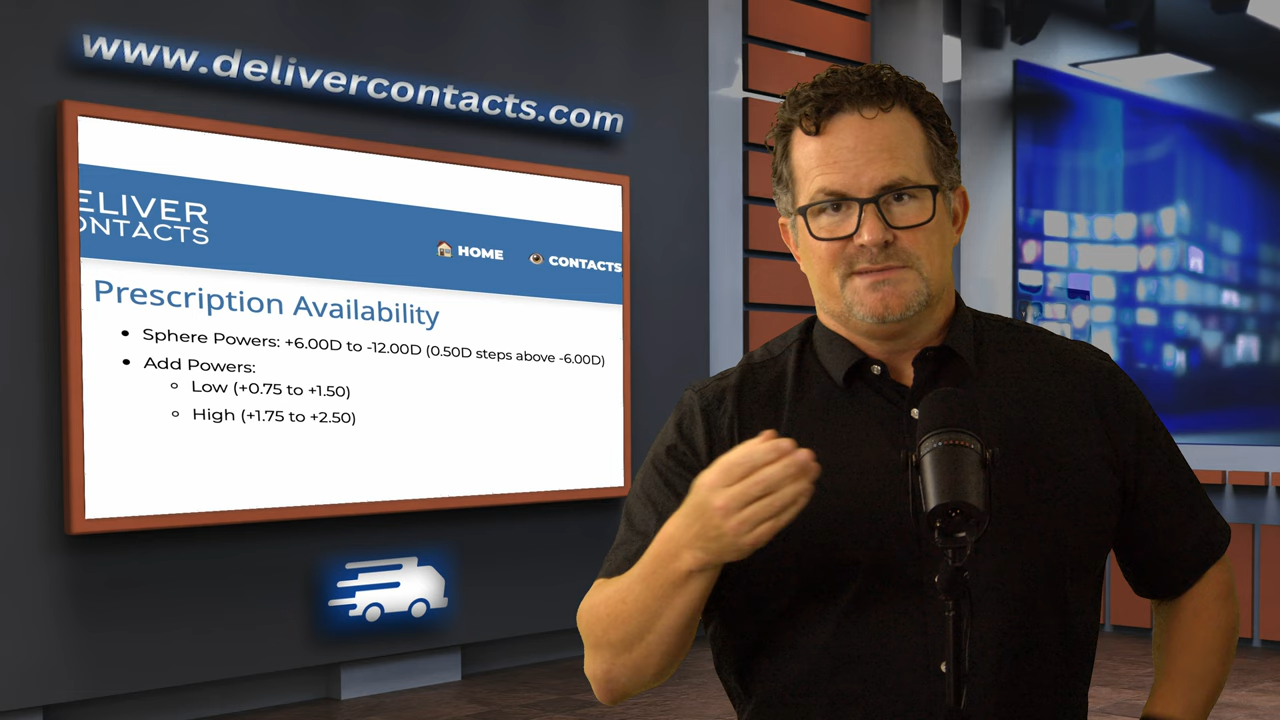 www.delivercontacts.com
ELIVER
ONTACTS
HOME
CONTACTS
Prescription Availability
• Sphere Powers: +6.00D to -12.00D (0.50D steps above -6.00D)
• Add Powers:
○ Low (+0.75 to +1.50)
○ High (+1.75 to +2.50)